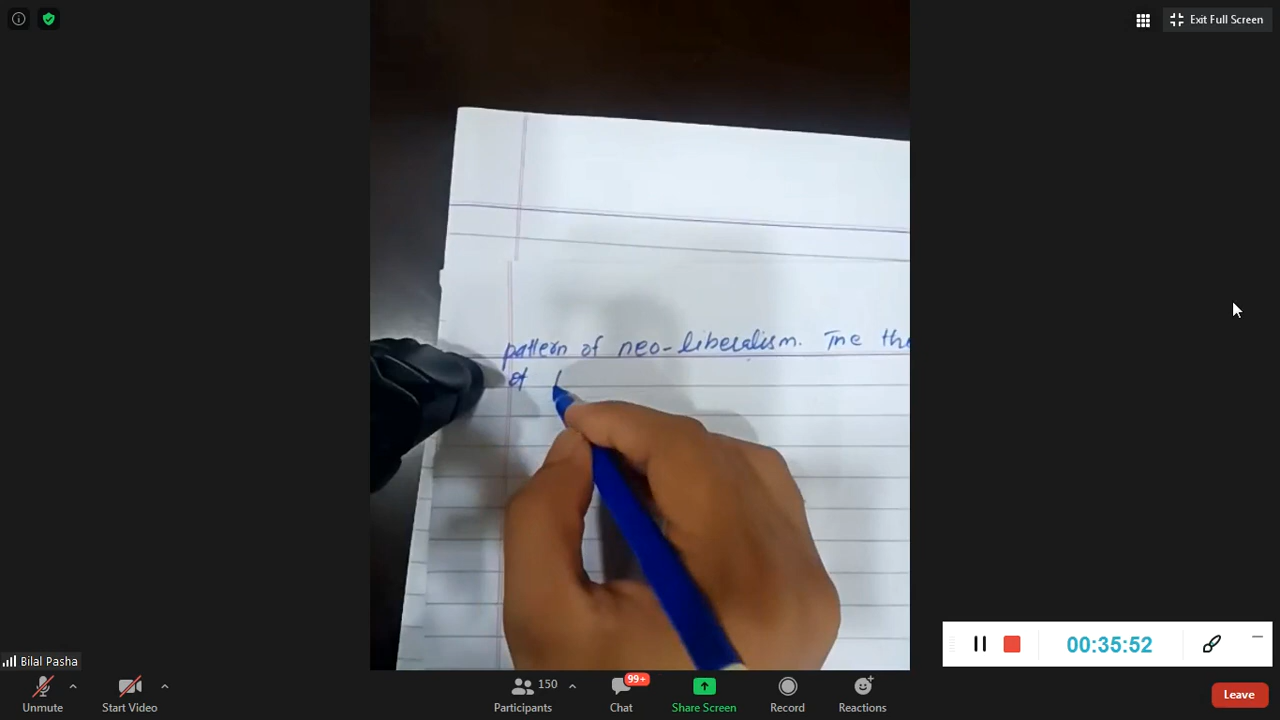 Exit Full Screen
pattern of neo-liberalism. The
of
00:35:52
Bilal Pasha
Unmute
Start Video
150
Participants
99+
Chat
Share Screen
Record
Reactions
Leave